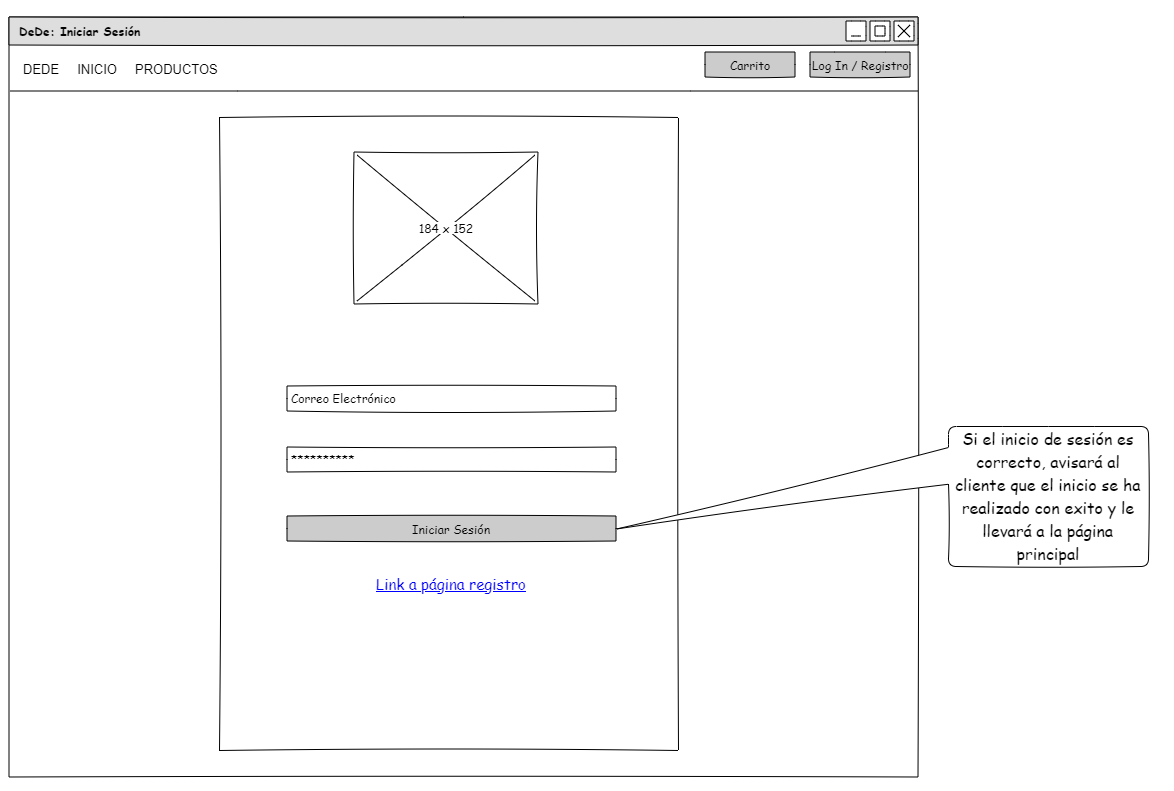 DeDe: Iniciar Sesión
DEDE INICIO PRODUCTOS Carrito Log In / Registro
184 x 152
Correo Electrónico
**********
Iniciar Sesión
Link a página registro
Si el inicio de sesión es
correcto, avisará al
cliente que el inicio se ha
realizado con exito y le
llevará a la página
principal